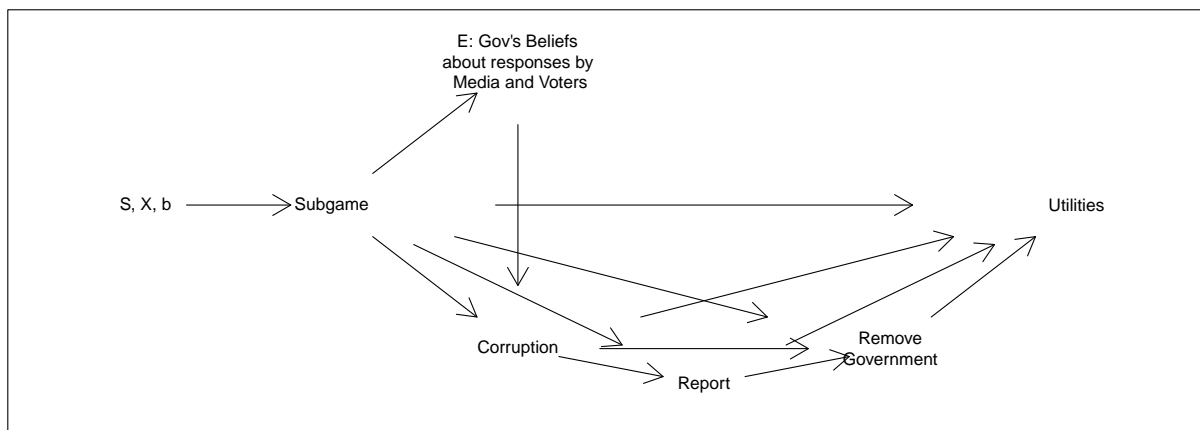 E: Gov's Beliefs
about responses by
Media and Voters
S, X, b
Subgame
Utilities
Corruption
Report
Remove
Government